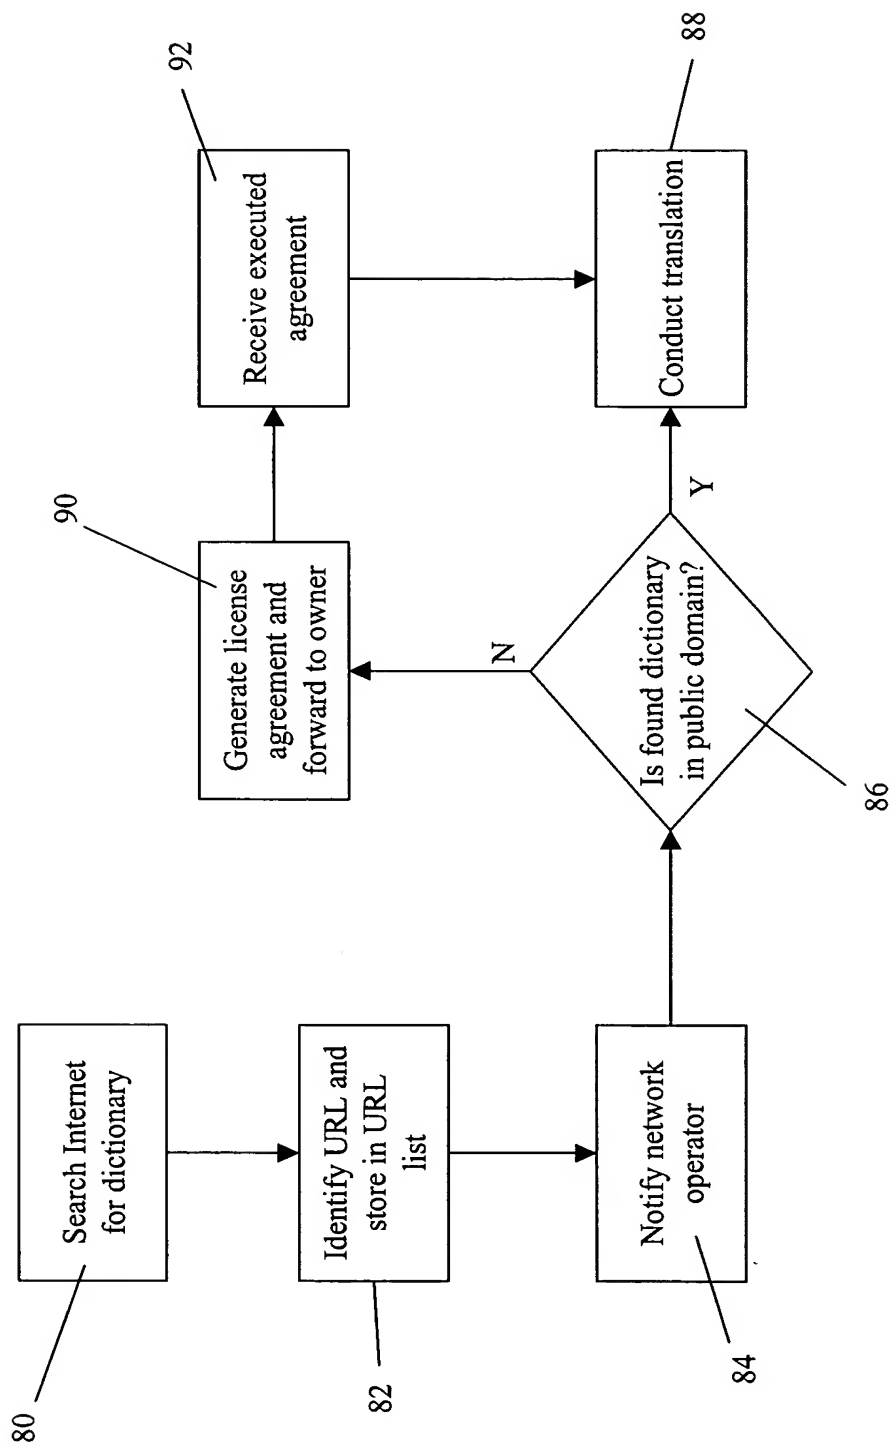 80
Search Internet
for dictionary
82
Identify URL and
store in URL
list
84
Notify network
operator
86
Is found dictionary
in public domain?
N
Y
90
Generate license
agreement and
forward to owner
92
Receive executed
agreement
88
Conduct translation